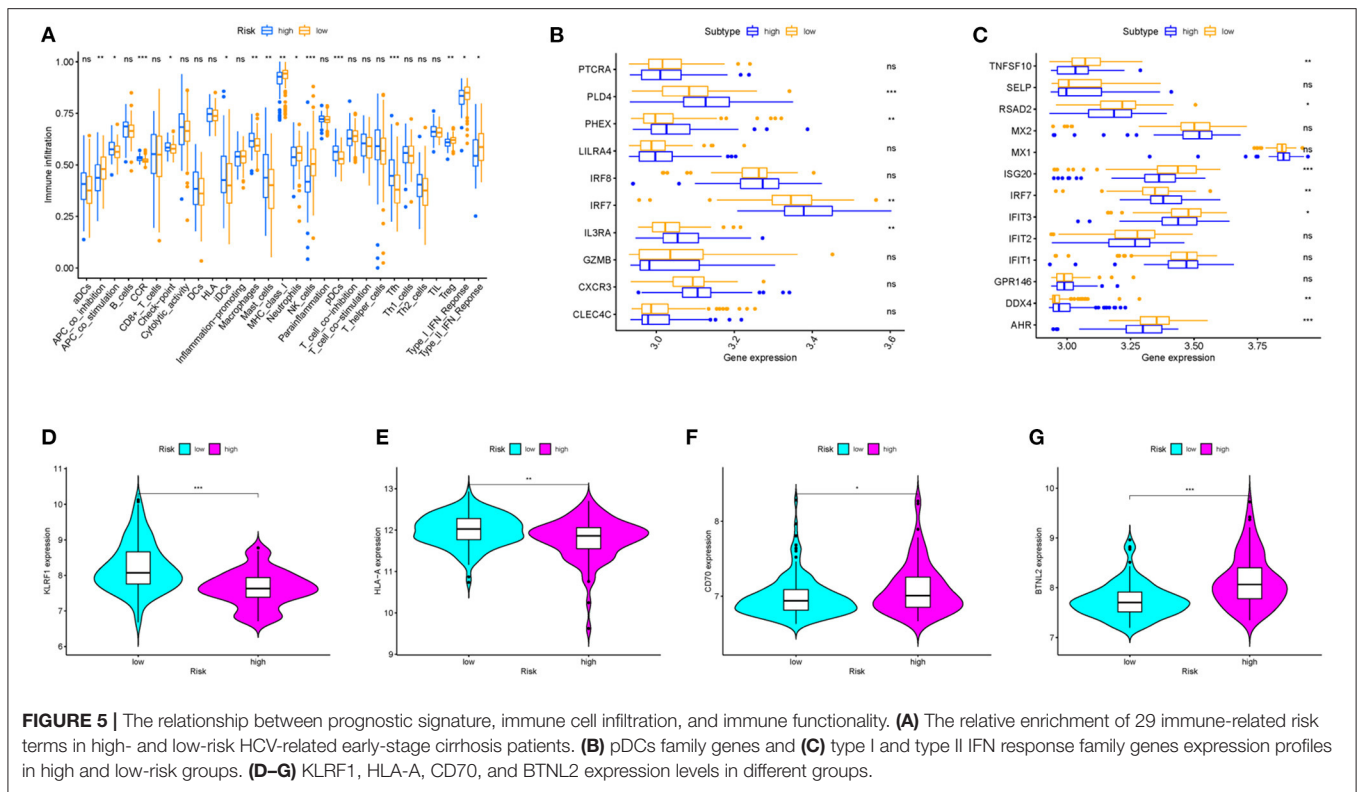 A
Risk high low
ns ** * ns *** ns * ns ns ns * ns ** ** ** * *** ns *** ns ns ns *** ns ns ns ** * *
Immune infiltration
1.00
0.75
0.50
0.25
0.00
aDCs
APC_co_inhibition
APC_co_stimulation
B_cells
CCR
CD8+_T_cells
Check-point
Cytolytic_activity
DCs
HLA
iDCs
Inflammation-promoting
Macrophages
Mast_cells
MHC_class_I
Neutrophils
NK_cells
Parainflammation
pDCs
T_cell_co-inhibition
T_cell_co-stimulation
T_helper_cells
Tfh
Th1_cells
Th2_cells
TIL
Treg
Type_I_IFN_Reponse
Type_II_IFN_Reponse
B
Subtype high low
PTCRA ns
PLD4 ***
PHEX **
LILRA4 ns
IRF8 ns
IRF7 **
IL3RA **
GZMB ns
CXCR3 ns
CLEC4C ns
3.0 3.2 3.4 3.6
Gene expression
C
Subtype high low
TNFSF10 **
SELP ns
RSAD2 *
MX2 ns
MX1 ns
ISG20 ***
IRF7 **
IFIT3 *
IFIT2 ns
IFIT1 ns
GPR146 ns
DDX4 **
AHR ***
3.00 3.25 3.50 3.75
Gene expression
D
Risk low high
***
KLRF1 expression
11
10
9
8
7
6
low high
Risk
E
Risk low high
**
HLA-A expression
13
12
11
10
9
low high
Risk
F
Risk low high
*
CD70 expression
8
7
low high
Risk
G
Risk low high
***
BTNL2 expression
10
9
8
7
low high
Risk
FIGURE 5 | The relationship between prognostic signature, immune cell infiltration, and immune functionality. (A) The relative enrichment of 29 immune-related risk
terms in high- and low-risk HCV-related early-stage cirrhosis patients. (B) pDCs family genes and (C) type I and type II IFN response family genes expression profiles
in high and low-risk groups. (D–G) KLRF1, HLA-A, CD70, and BTNL2 expression levels in different groups.